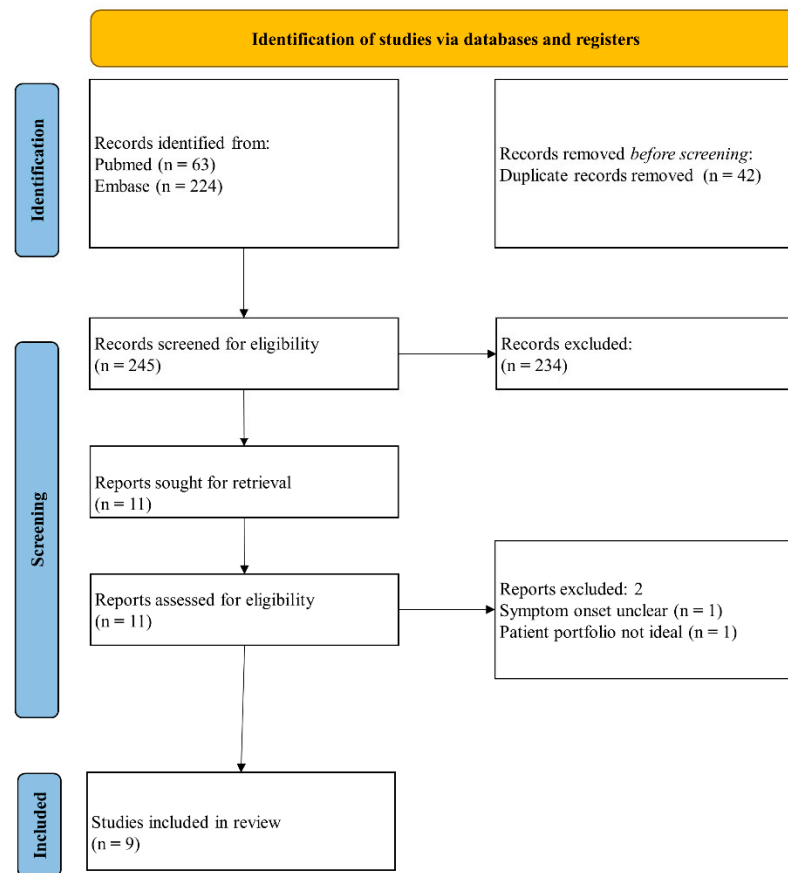 Identification of studies via databases and registers
Identification
Records identified from:
Pubmed (n = 63)
Embase (n = 224)
Records removed before screening:
Duplicate records removed (n = 42)
Screening
Records screened for eligibility
(n = 245)
Records excluded:
(n = 234)
Reports sought for retrieval
(n = 11)
Reports assessed for eligibility
(n = 11)
Reports excluded: 2
Symptom onset unclear (n = 1)
Patient portfolio not ideal (n = 1)
Included
Studies included in review
(n = 9)